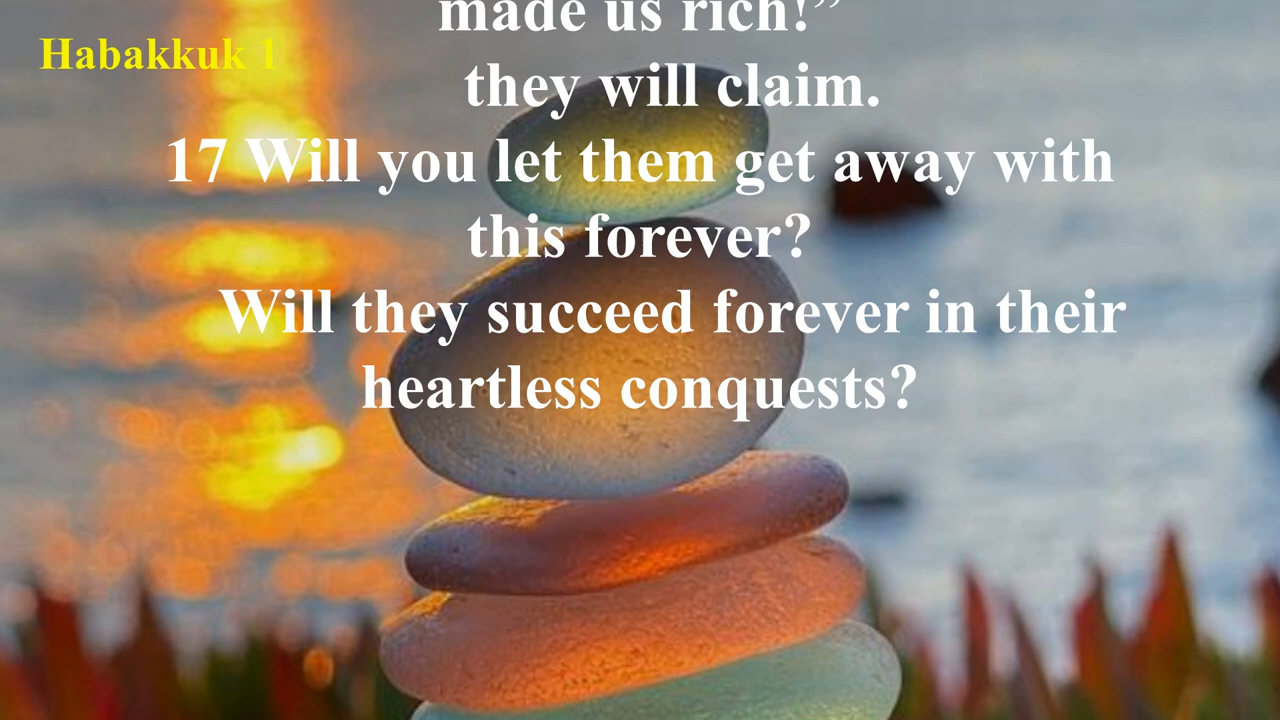 made us rich!”
Habakkuk 1
they will claim.
17 Will you let them get away with
this forever?
Will they succeed forever in their
heartless conquests?